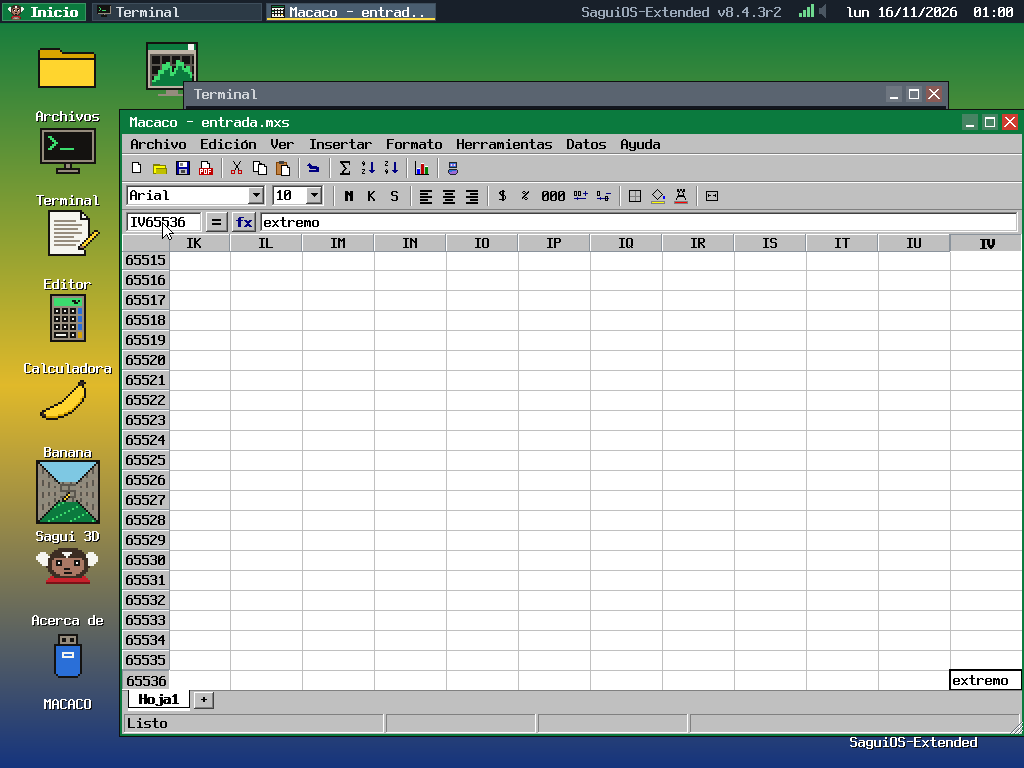 Inicio Terminal Macaco - entrad.. SaguiOS-Extended v8.4.3r2 lun 16/11/2026 01:00
Archivos
Terminal
Editor
Calculadora
Banana
Sagui 3D
Acerca de
MACACO
Terminal
Macaco - entrada.mxs
Archivo Edición Ver Insertar Formato Herramientas Datos Ayuda
PDF A Z Z A
Arial 10 N K S $ % 000
IV65536 = fx extremo
IK IL IM IN IO IP IQ IR IS IT IU IV
65515
65516
65517
65518
65519
65520
65521
65522
65523
65524
65525
65526
65527
65528
65529
65530
65531
65532
65533
65534
65535
65536 extremo
Hoja1 +
Listo
SaguiOS-Extended